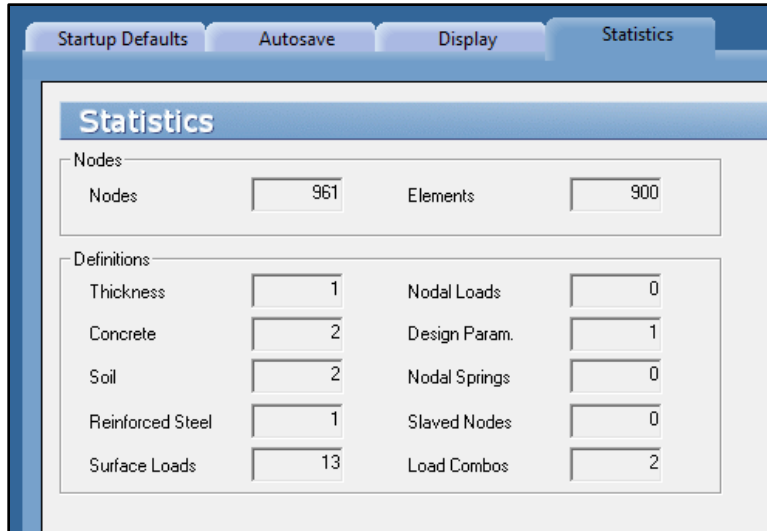 Startup Defaults Autosave Display Statistics
Statistics
Nodes
Nodes 961 Elements 900
Definitions
Thickness 1 Nodal Loads 0
Concrete 2 Design Param. 1
Soil 2 Nodal Springs 0
Reinforced Steel 1 Slaved Nodes 0
Surface Loads 13 Load Combos 2